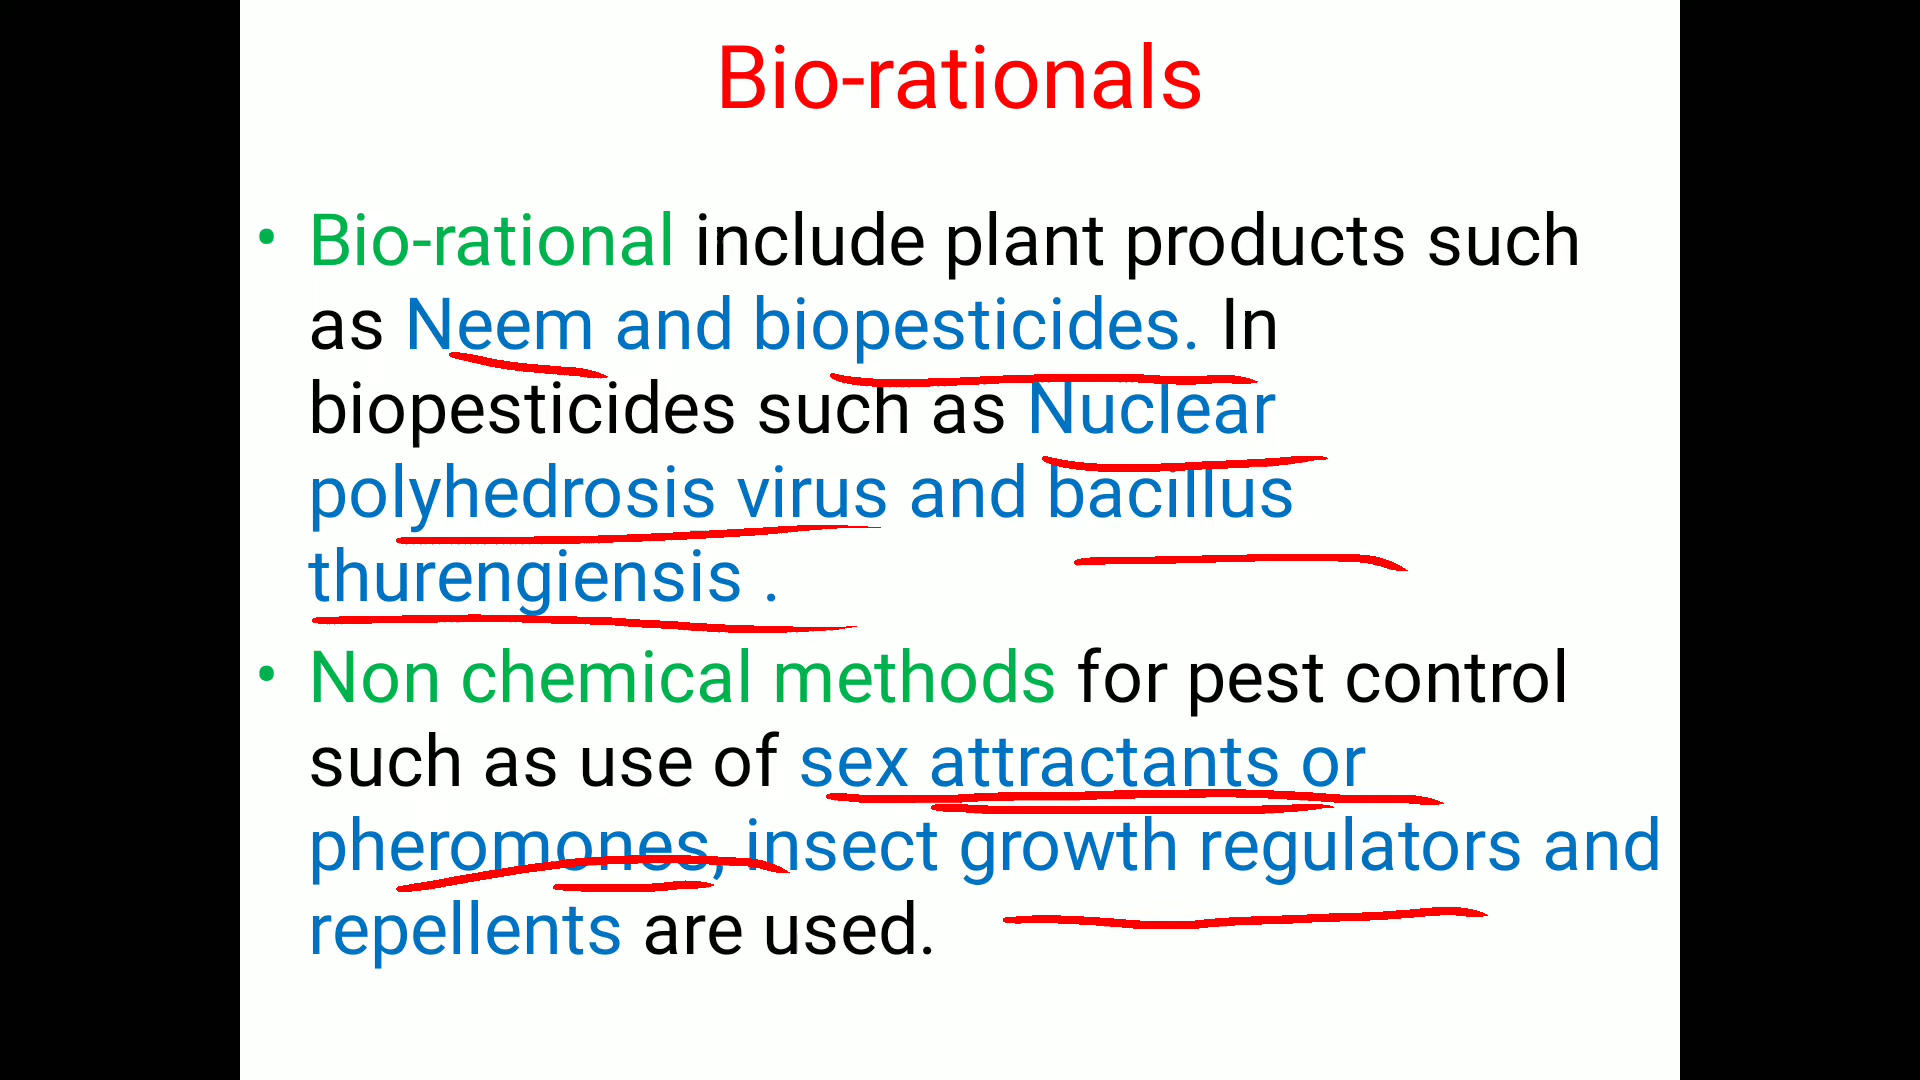 Bio-rationals
• Bio-rational include plant products such
as Neem and biopesticides. In
biopesticides such as Nuclear
polyhedrosis virus and bacillus
thurengiensis .
• Non chemical methods for pest control
such as use of sex attractants or
pheromones, insect growth regulators and
repellents are used.